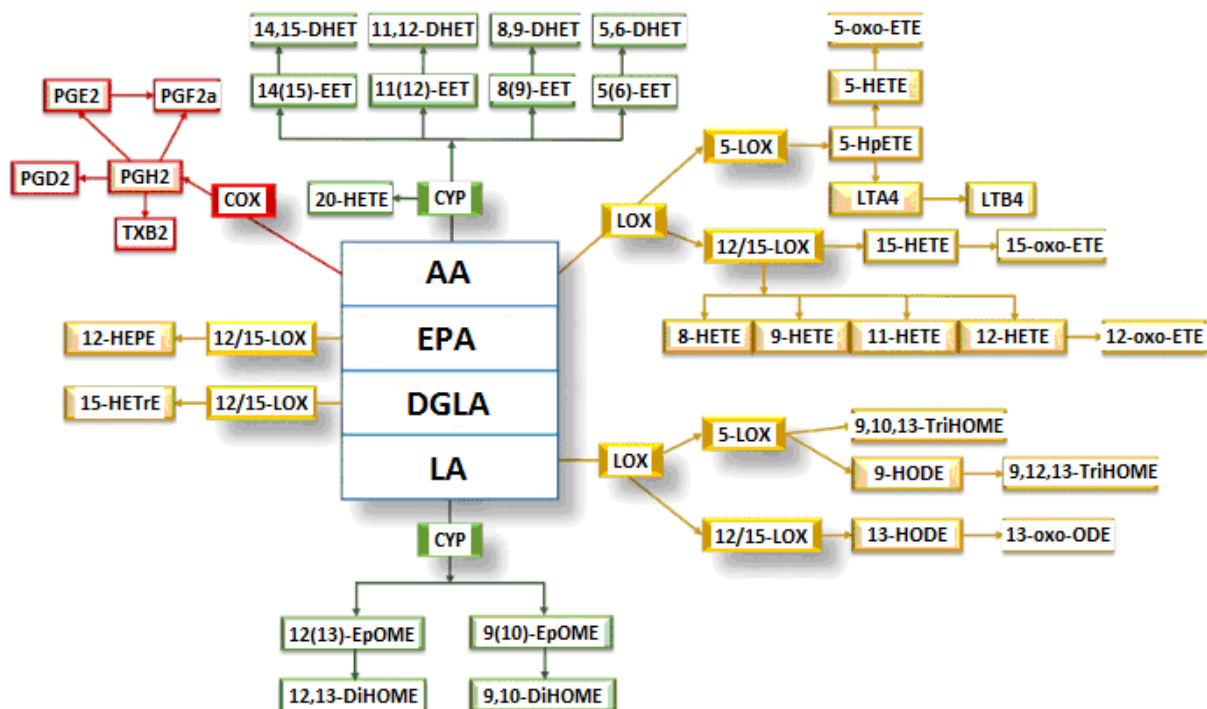 14,15-DHET
11,12-DHET
8,9-DHET
5,6-DHET
5-oxo-ETE
PGE2
PGF2a
14(15)-EET
11(12)-EET
8(9)-EET
5(6)-EET
5-HETE
5-LOX
5-HpETE
PGD2
PGH2
COX
20-HETE
CYP
LTA4
LTB4
TXB2
LOX
12/15-LOX
15-HETE
15-oxo-ETE
AA
12-HEPE
12/15-LOX
EPA
8-HETE
9-HETE
11-HETE
12-HETE
12-oxo-ETE
15-HETrE
12/15-LOX
DGLA
5-LOX
9,10,13-TriHOME
LA
LOX
9-HODE
9,12,13-TriHOME
CYP
12/15-LOX
13-HODE
13-oxo-ODE
12(13)-EpOME
9(10)-EpOME
12,13-DiHOME
9,10-DiHOME